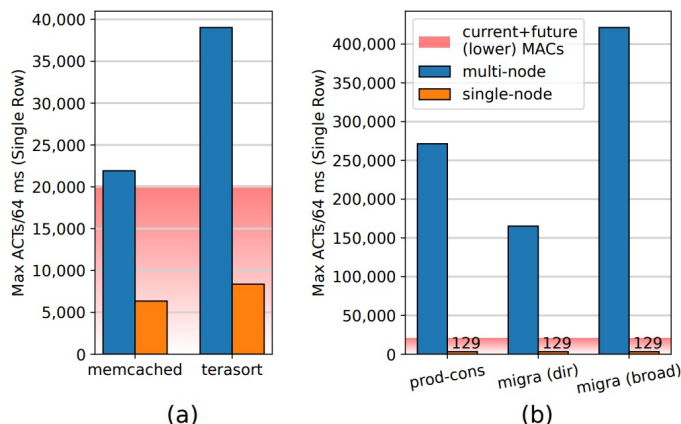 Max ACTs/64 ms (Single Row)
40,000
35,000
30,000
25,000
20,000
15,000
10,000
5,000
0
memcached
terasort
(a)
Max ACTs/64 ms (Single Row)
400,000
350,000
300,000
250,000
200,000
150,000
100,000
50,000
0
current+future
(lower) MACs
multi-node
single-node
129
129
129
prod-cons
migra (dir)
migra (broad)
(b)